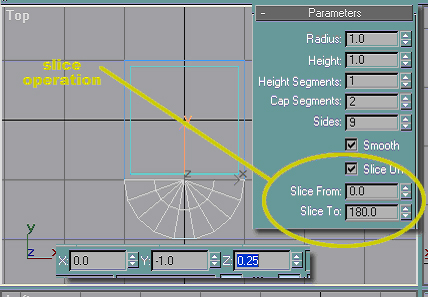 Top
- Parameters
Radius: 1.0
Height: 1.0
Height Segments: 1
Cap Segments: 2
Sides: 9
Smooth
Slice On
Slice From: 0.0
Slice To: 180.0
slice
operation
Y
Z
X
y
z
x
X: 0.0 Y: -1.0 Z: 0.25